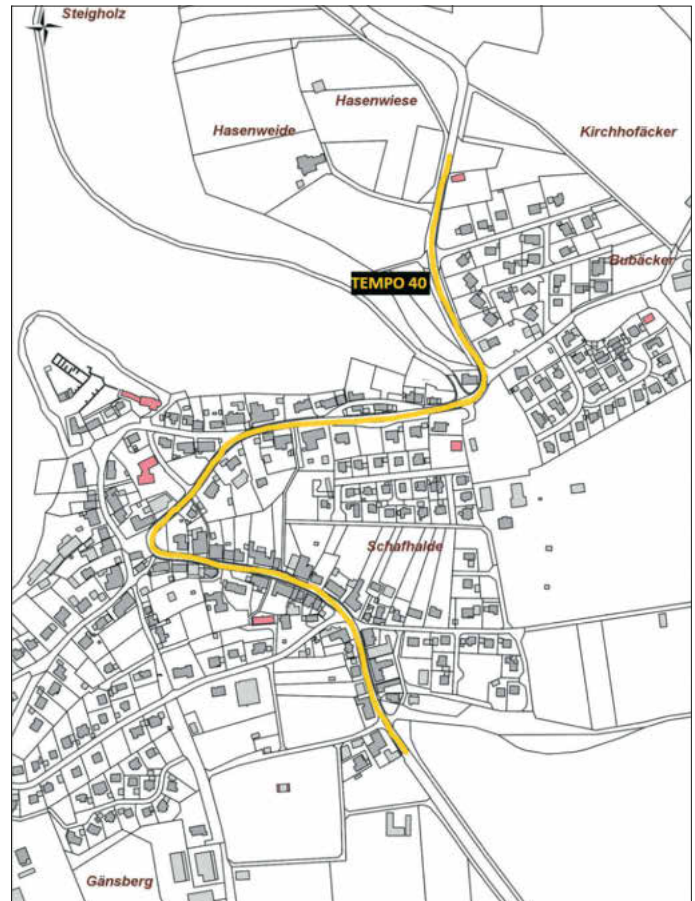 Steigholz
Hasenwiese
Hasenweide
Kirchhofäcker
Bubäcker
TEMPO 40
Schafhalde
Gänsberg